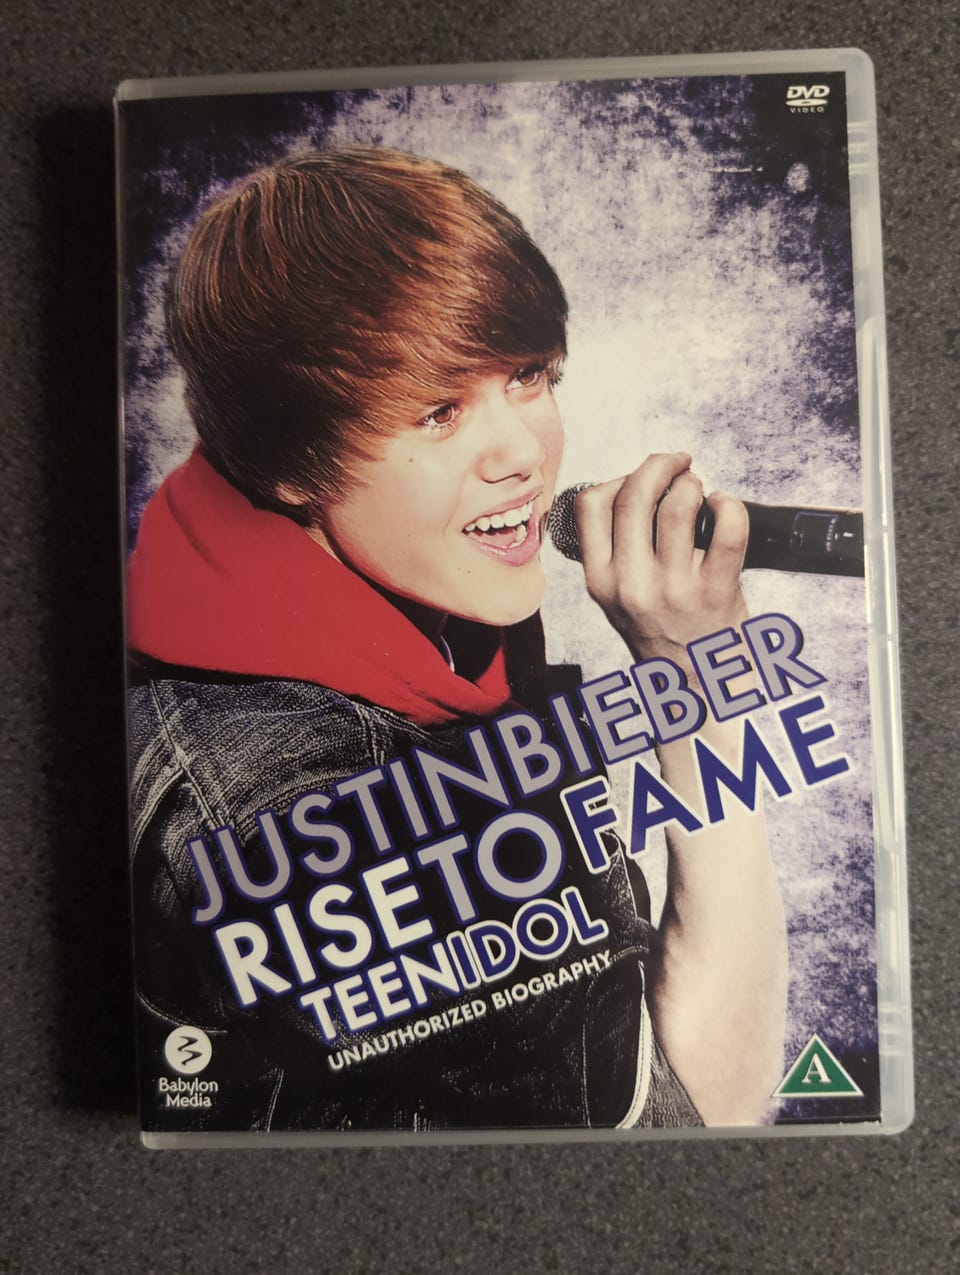 DVD
VIDEO
JUSTINBIEBER
RISETO FAME
TEENIDOL
UNAUTHORIZED BIOGRAPHY
Babylon
Media
A